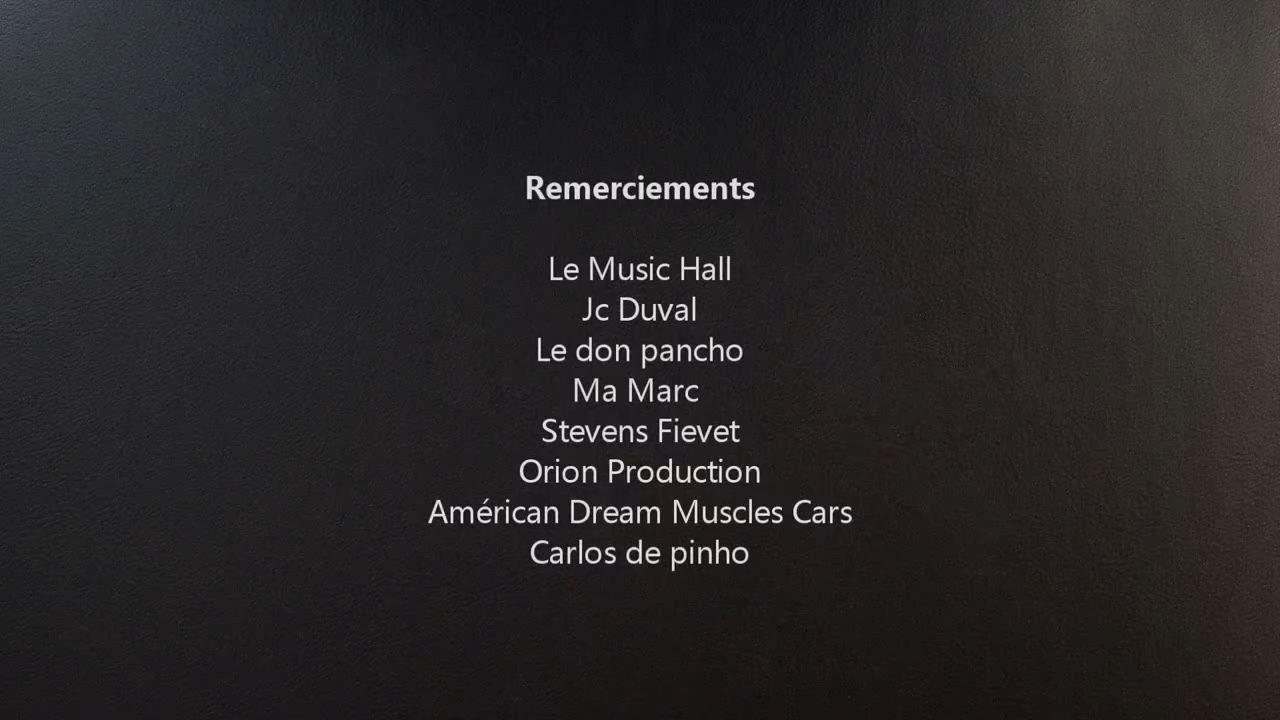 Remerciements
Le Music Hall
Jc Duval
Le don pancho
Ma Marc
Stevens Fievet
Orion Production
Américan Dream Muscles Cars
Carlos de pinho